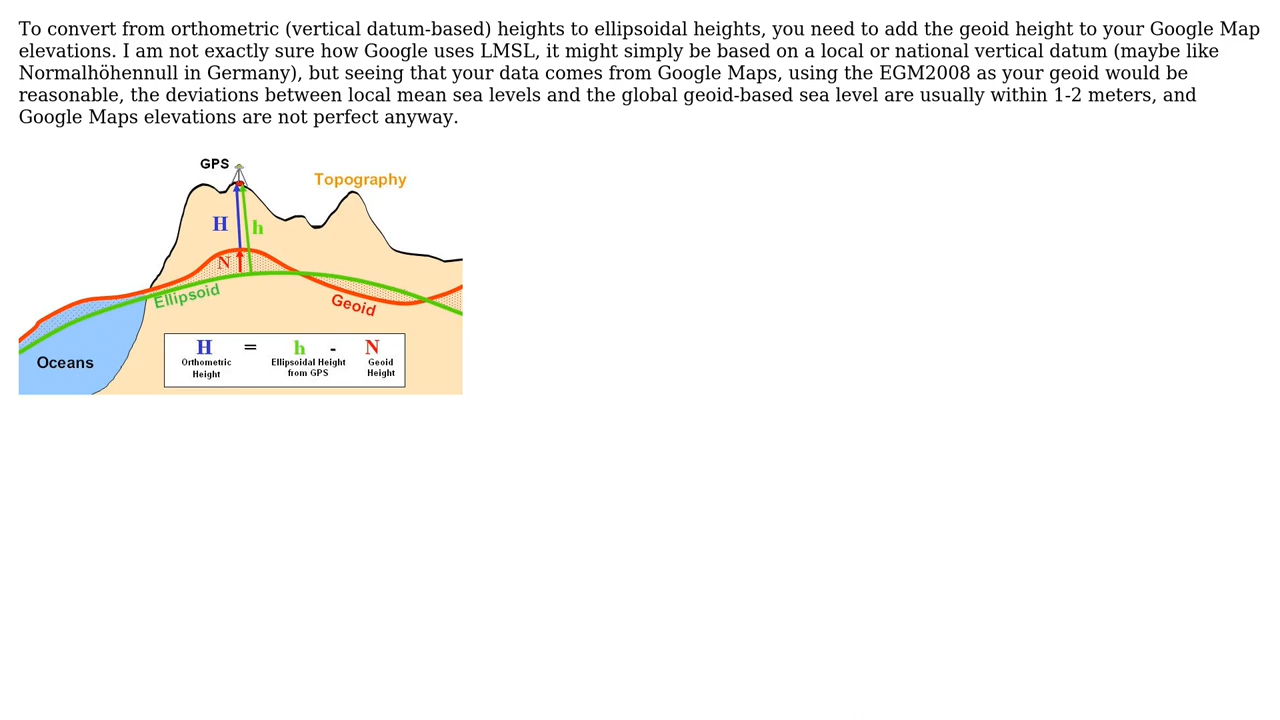 To convert from orthometric (vertical datum-based) heights to ellipsoidal heights, you need to add the geoid height to your Google Map
elevations. I am not exactly sure how Google uses LMSL, it might simply be based on a local or national vertical datum (maybe like
Normalhöhennull in Germany), but seeing that your data comes from Google Maps, using the EGM2008 as your geoid would be
reasonable, the deviations between local mean sea levels and the global geoid-based sea level are usually within 1-2 meters, and
Google Maps elevations are not perfect anyway.
GPS
Topography
H
h
N
Ellipsoid
Geoid
Oceans
H = h - N
Orthometric Ellipsoidal Height Geoid
Height from GPS Height